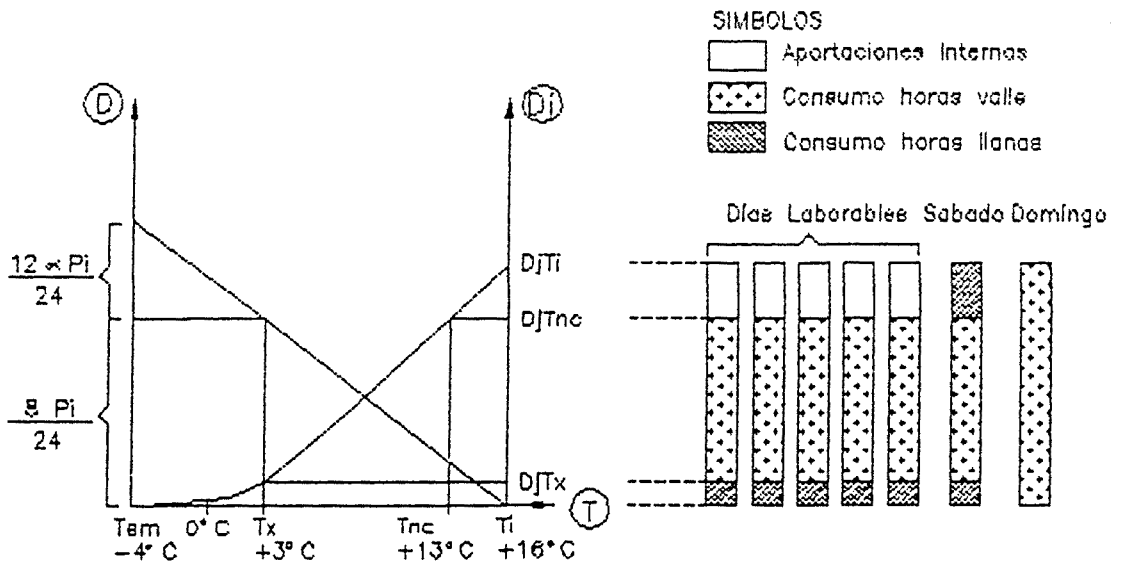 SIMBOLOS
Aportaciones Internas
Consumo horas valle
Consumo horas llanas
D
Dj
Días Laborables Sabado Domingo
12 ∝ Pi
24
8 Pi
24
DjTi
DjTnc
DjTx
T
Tem 0° C Tx Tnc Ti
-4° C +3° C +13° C +16° C